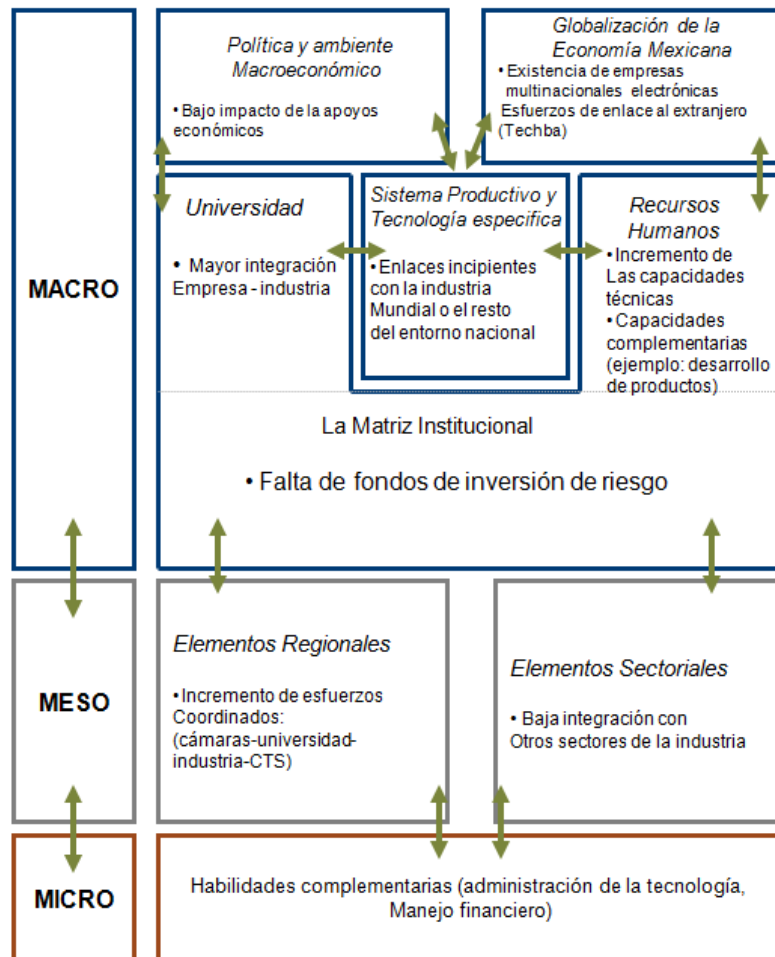 Política y ambiente
Macroeconómico
• Bajo impacto de la apoyos
económicos
Globalización de la
Economía Mexicana
• Existencia de empresas
multinacionales electrónicas
Esfuerzos de enlace al extranjero
(Techba)
MACRO
Universidad
• Mayor integración
Empresa - industria
Sistema Productivo y
Tecnología especifica
• Enlaces incipientes
con la industria
Mundial o el resto
del entorno nacional
Recursos
Humanos
• Incremento de
Las capacidades
técnicas
• Capacidades
complementarias
(ejemplo: desarrollo
de productos)
La Matriz Institucional
• Falta de fondos de inversión de riesgo
MESO
Elementos Regionales
• Incremento de esfuerzos
Coordinados:
(cámaras-universidad-
industria-CTS)
Elementos Sectoriales
• Baja integración con
Otros sectores de la industria
MICRO
Habilidades complementarias (administración de la tecnología,
Manejo financiero)